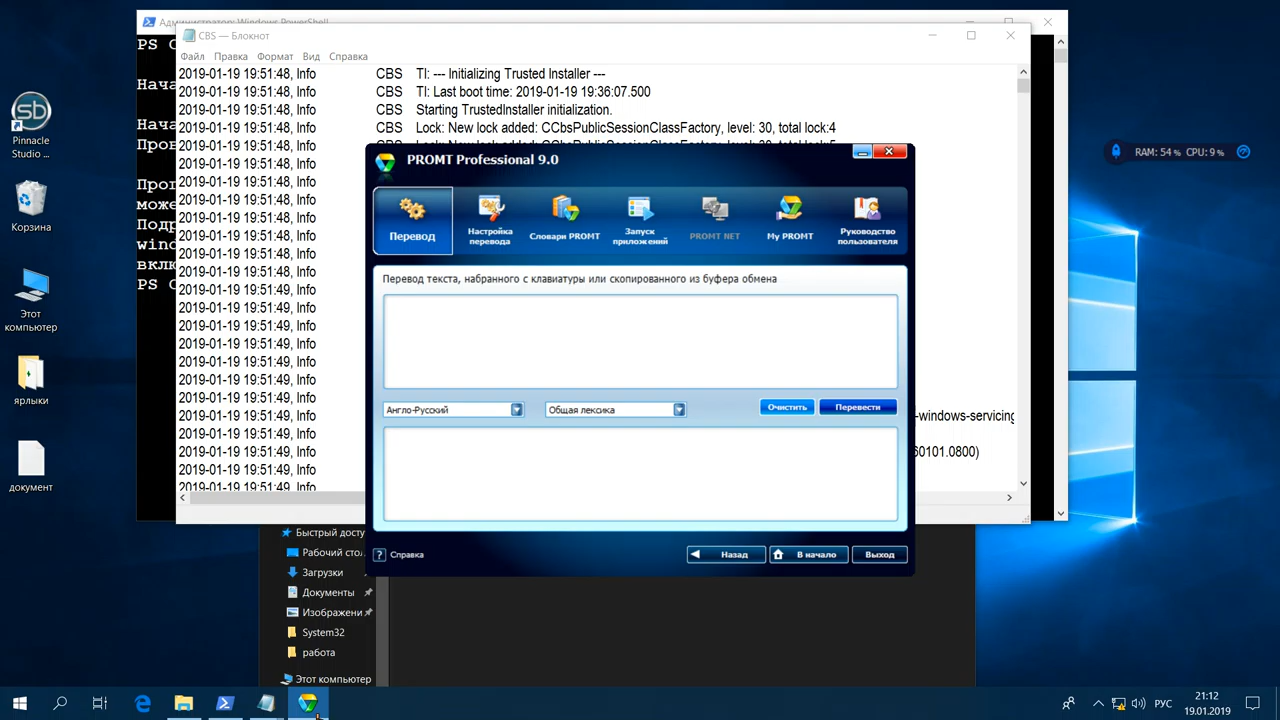 Администратор: Windows PowerShell
CBS — Блокнот
Файл Правка Формат Вид Справка
PS C
Нача
Нача
Пров
Прог
може
Подр
wind
вклю
PS C
2019-01-19 19:51:48, Info CBS TI: --- Initializing Trusted Installer ---
2019-01-19 19:51:48, Info CBS TI: Last boot time: 2019-01-19 19:36:07.500
2019-01-19 19:51:48, Info CBS Starting TrustedInstaller initialization.
2019-01-19 19:51:48, Info CBS Lock: New lock added: CCbsPublicSessionClassFactory, level: 30, total lock:4
2019-01-19 19:51:48, Info
2019-01-19 19:51:48, Info
2019-01-19 19:51:48, Info
2019-01-19 19:51:48, Info
2019-01-19 19:51:48, Info
2019-01-19 19:51:48, Info
2019-01-19 19:51:48, Info
2019-01-19 19:51:48, Info
2019-01-19 19:51:49, Info
2019-01-19 19:51:49, Info
2019-01-19 19:51:49, Info
2019-01-19 19:51:49, Info
2019-01-19 19:51:49, Info
2019-01-19 19:51:49, Info
2019-01-19 19:51:49, Info
2019-01-19 19:51:49, Info -windows-servicing
2019-01-19 19:51:49, Info
2019-01-19 19:51:49, Info 60101.0800)
2019-01-19 19:51:49, Info
2019-01-19 19:51:49, Info
PROMT Professional 9.0
Перевод
Настройка
перевода
Словари PROMT
Запуск
приложений
PROMT NET
My PROMT
Руководство
пользователя
Перевод текста, набранного с клавиатуры или скопированного из буфера обмена
Англо-Русский Общая лексика Очистить Перевести
? Справка Назад В начало Выход
Pinnacle
Studio ...
Корзина
Этот
компьютер
ярлыки
документ
RAM: 54 % CPU: 9 %
Быстрый досту
Рабочий сто
Загрузки
Документы
Изображени
System32
работа
Этот компьютер
РУС
21:12
19.01.2019